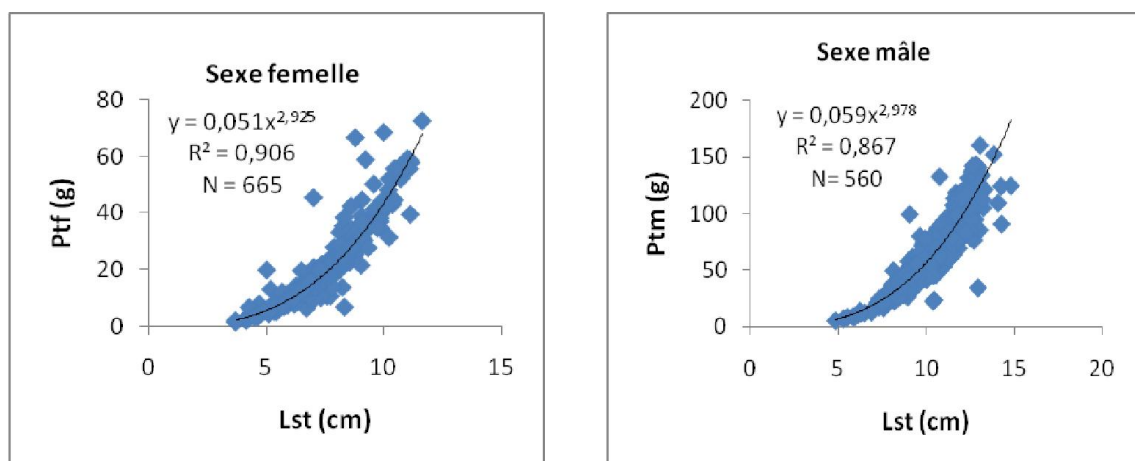 Sexe femelle
y = 0,051x^2,925
R² = 0,906
N = 665
Ptf (g)
80
60
40
20
0
0 5 10 15
Lst (cm)
Sexe mâle
y = 0,059x^2,978
R² = 0,867
N= 560
Ptm (g)
200
150
100
50
0
0 5 10 15 20
Lst (cm)